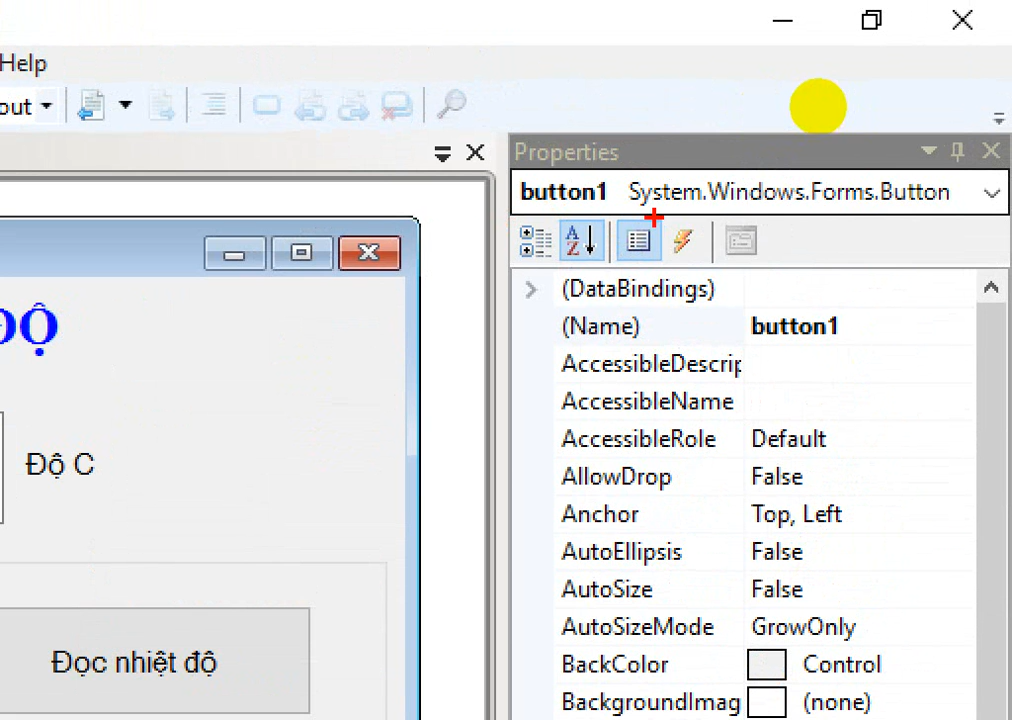 Help
out
Properties
button1 System.Windows.Forms.Button
(DataBindings)
(Name) button1
AccessibleDescrip
AccessibleName
AccessibleRole Default
AllowDrop False
Anchor Top, Left
AutoEllipsis False
AutoSize False
AutoSizeMode GrowOnly
BackColor Control
BackgroundImag (none)
ĐỘ
Độ C
Đọc nhiệt độ